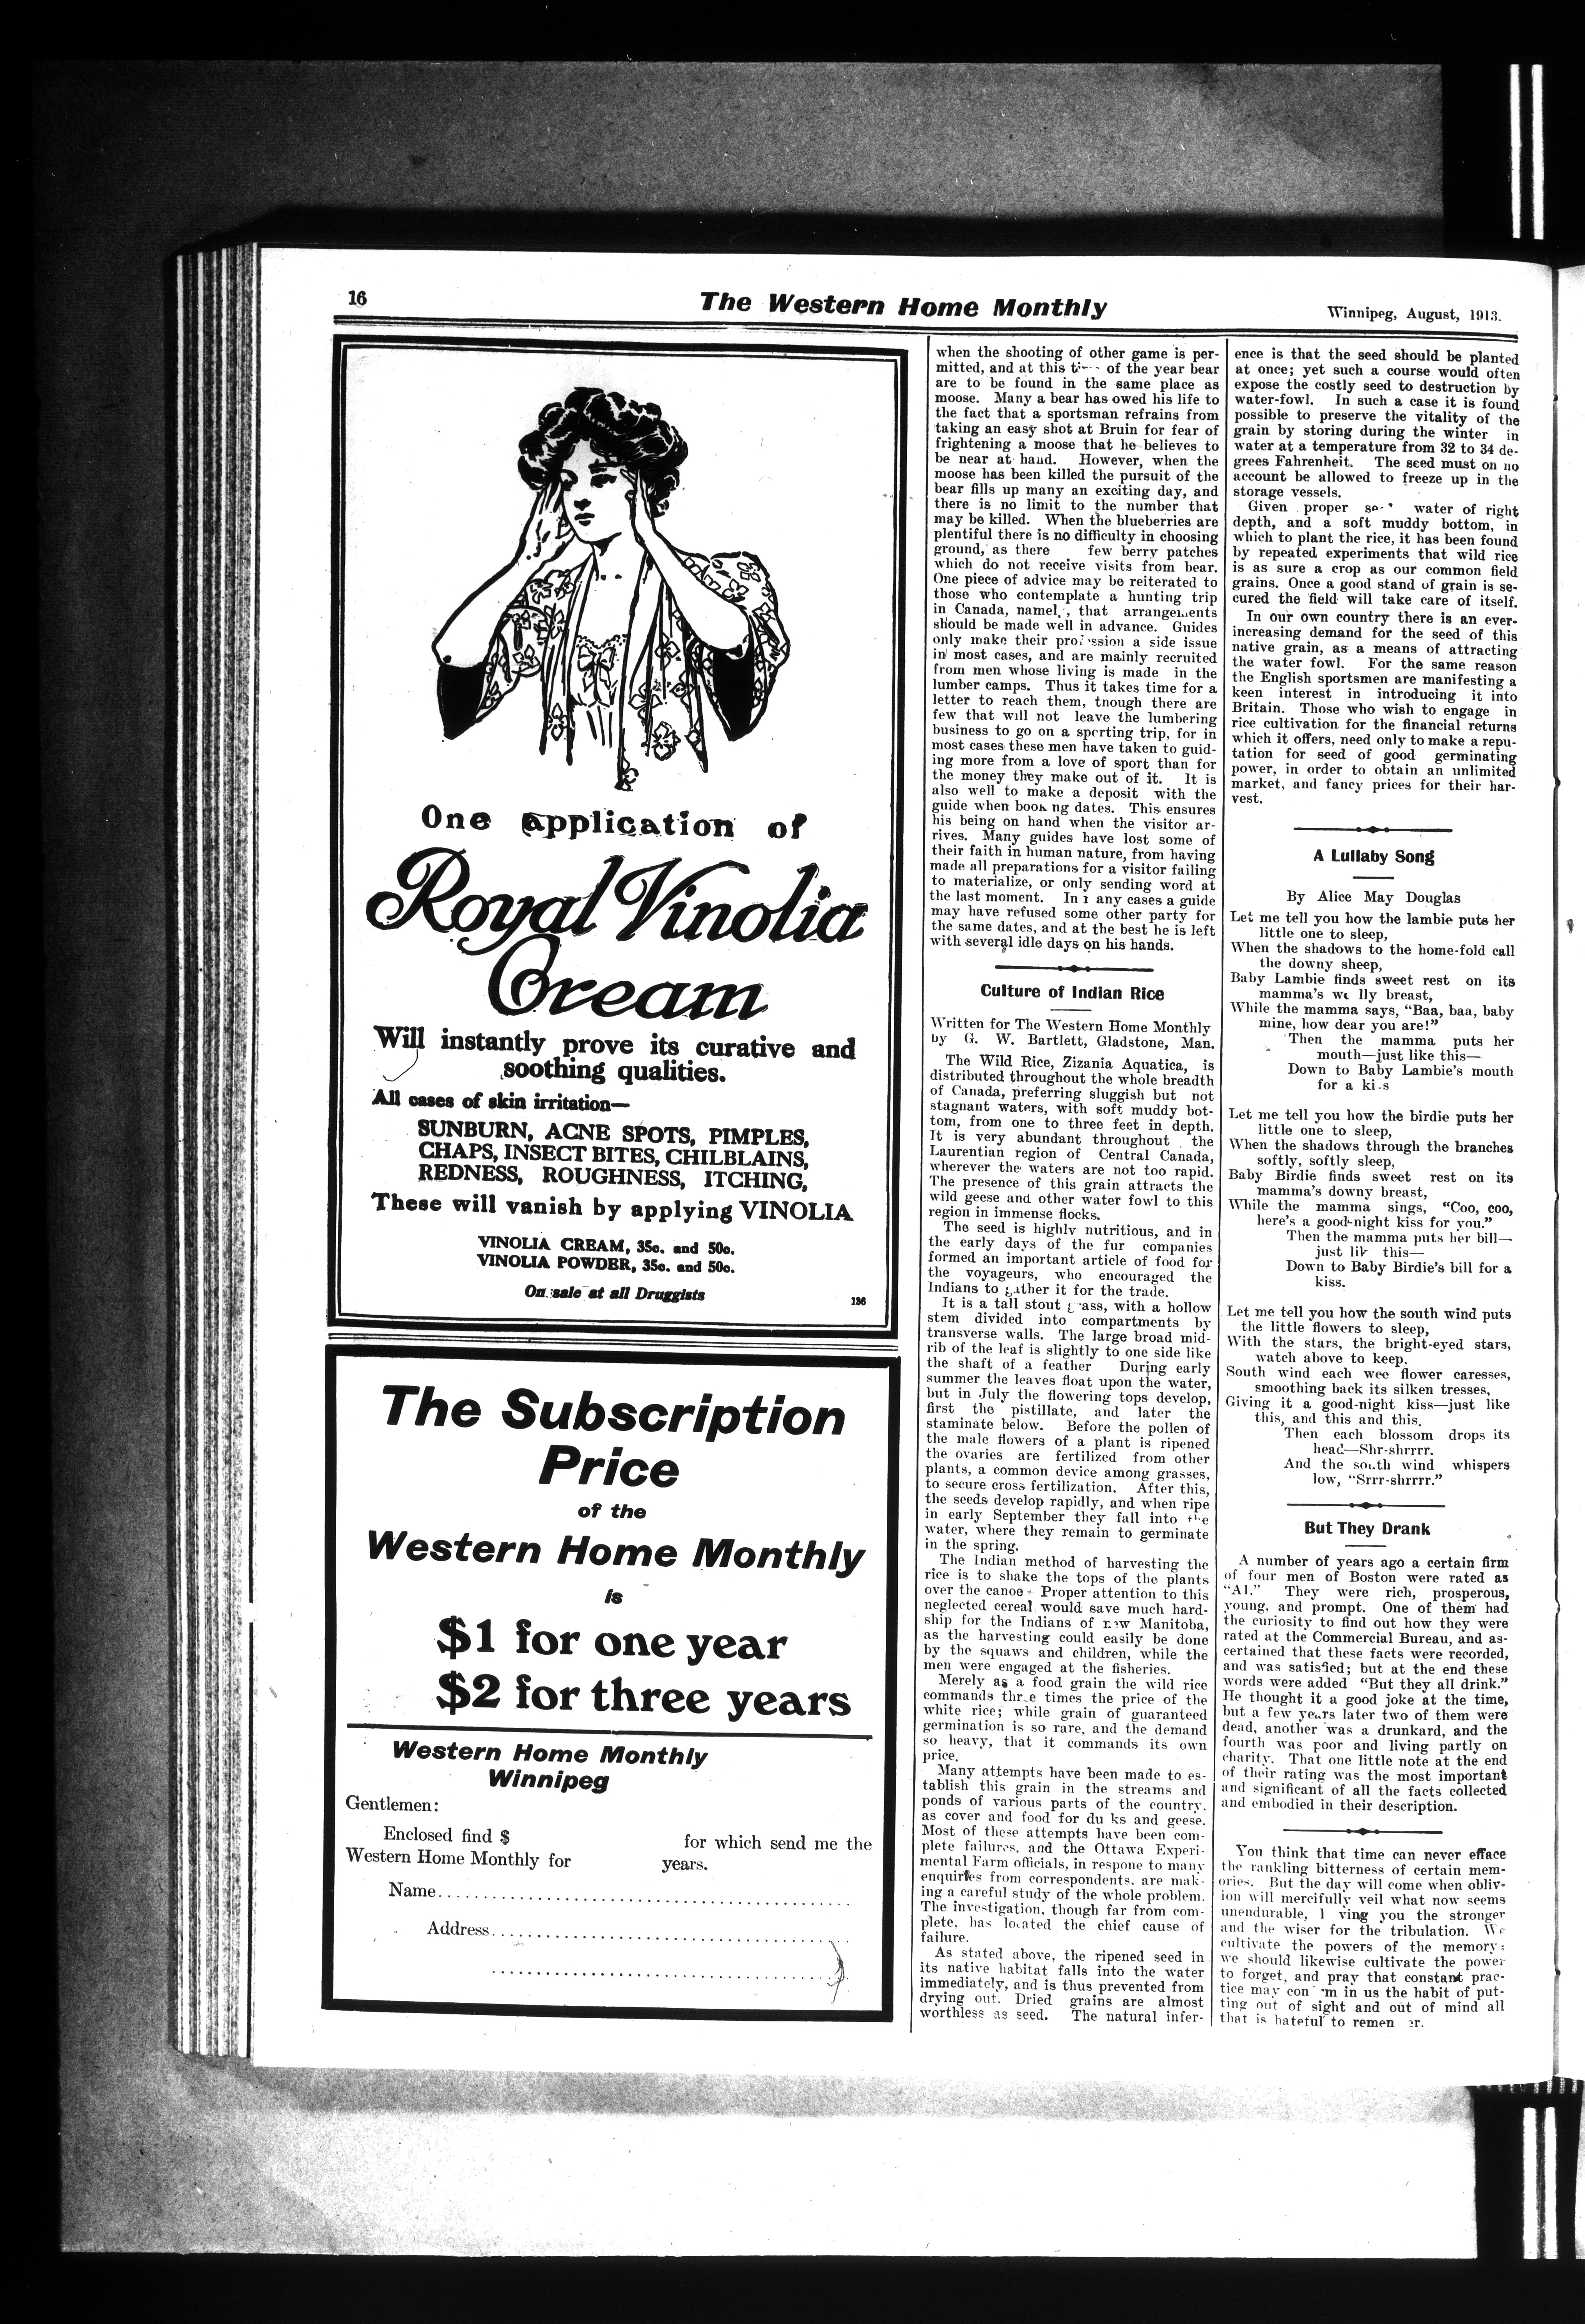 16
The Western Home Monthly
Winnipeg, August, 1913.
One application of
Royal Vinolia
Cream
Will instantly prove its curative and
soothing qualities.
All cases of skin irritation—
SUNBURN, ACNE SPOTS, PIMPLES,
CHAPS, INSECT BITES, CHILBLAINS,
REDNESS, ROUGHNESS, ITCHING,
These will vanish by applying VINOLIA
VINOLIA CREAM, 35c. and 50c.
VINOLIA POWDER, 35c. and 50c.
On sale at all Druggists
136
The Subscription
Price
of the
Western Home Monthly
is
$1 for one year
$2 for three years
Western Home Monthly
Winnipeg
Gentlemen:
Enclosed find $ for which send me the
Western Home Monthly for years.
Name
Address
when the shooting of other game is per-
mitted, and at this of the year bear
are to be found in the same place as
moose. Many a bear has owed his life to
the fact that a sportsman refrains from
taking an easy shot at Bruin for fear of
frightening a moose that he believes to
be near at hand. However, when the
moose has been killed the pursuit of the
bear fills up many an exciting day, and
there is no limit to the number that
may be killed. When the blueberries are
plentiful there is no difficulty in choosing
ground, as there few berry patches
which do not receive visits from bear.
One piece of advice may be reiterated to
those who contemplate a hunting trip
in Canada, namel, that arrangements
should be made well in advance. Guides
only make their profession a side issue
in most cases, and are mainly recruited
from men whose living is made in the
lumber camps. Thus it takes time for a
letter to reach them, tnough there are
few that will not leave the lumbering
business to go on a sporting trip, for in
most cases these men have taken to guid-
ing more from a love of sport than for
the money they make out of it. It is
also well to make a deposit with the
guide when book ng dates. This ensures
his being on hand when the visitor ar-
rives. Many guides have lost some of
their faith in human nature, from having
made all preparations for a visitor failing
to materialize, or only sending word at
the last moment. In any cases a guide
may have refused some other party for
the same dates, and at the best he is left
with several idle days on his hands.
Culture of Indian Rice
Written for The Western Home Monthly
by G. W. Bartlett, Gladstone, Man.
The Wild Rice, Zizania Aquatica, is
distributed throughout the whole breadth
of Canada, preferring sluggish but not
stagnant waters, with soft muddy bot-
tom, from one to three feet in depth.
It is very abundant throughout the
Laurentian region of Central Canada,
wherever the waters are not too rapid.
The presence of this grain attracts the
wild geese and other water fowl to this
region in immense flocks.
The seed is highly nutritious, and in
the early days of the fur companies
formed an important article of food for
the voyageurs, who encouraged the
Indians to gather it for the trade.
It is a tall stout grass, with a hollow
stem divided into compartments by
transverse walls. The large broad mid-
rib of the leaf is slightly to one side like
the shaft of a feather During early
summer the leaves float upon the water,
but in July the flowering tops develop,
first the pistillate, and later the
staminate below. Before the pollen of
the male flowers of a plant is ripened
the ovaries are fertilized from other
plants, a common device among grasses,
to secure cross fertilization. After this,
the seeds develop rapidly, and when ripe
in early September they fall into the
water, where they remain to germinate
in the spring.
The Indian method of harvesting the
rice is to shake the tops of the plants
over the canoe Proper attention to this
neglected cereal would save much hard-
ship for the Indians of new Manitoba,
as the harvesting could easily be done
by the squaws and children, while the
men were engaged at the fisheries.
Merely as a food grain the wild rice
commands three times the price of the
white rice; while grain of guaranteed
germination is so rare, and the demand
so heavy, that it commands its own
price.
Many attempts have been made to es-
tablish this grain in the streams and
ponds of various parts of the country,
as cover and food for du ks and geese.
Most of these attempts have been com-
plete failures, and the Ottawa Experi-
mental Farm officials, in respone to many
enquiries from correspondents, are mak-
ing a careful study of the whole problem.
The investigation, though far from com-
plete, has located the chief cause of
failure.
As stated above, the ripened seed in
its native habitat falls into the water
immediately, and is thus prevented from
drying out. Dried grains are almost
worthless as seed. The natural infer-
ence is that the seed should be planted
at once; yet such a course would often
expose the costly seed to destruction by
water-fowl. In such a case it is found
possible to preserve the vitality of the
grain by storing during the winter in
water at a temperature from 32 to 34 de-
grees Fahrenheit. The seed must on no
account be allowed to freeze up in the
storage vessels.
Given proper water of right
depth, and a soft muddy bottom, in
which to plant the rice, it has been found
by repeated experiments that wild rice
is as sure a crop as our common field
grains. Once a good stand of grain is se-
cured the field will take care of itself.
In our own country there is an ever-
increasing demand for the seed of this
native grain, as a means of attracting
the water fowl. For the same reason
the English sportsmen are manifesting a
keen interest in introducing it into
Britain. Those who wish to engage in
rice cultivation for the financial returns
which it offers, need only to make a repu-
tation for seed of good germinating
power, in order to obtain an unlimited
market, and fancy prices for their har-
vest.
A Lullaby Song
By Alice May Douglas
Let me tell you how the lambie puts her
little one to sleep,
When the shadows to the home-fold call
the downy sheep,
Baby Lambie finds sweet rest on its
mamma's wo lly breast,
While the mamma says, "Baa, baa, baby
mine, how dear you are!"
Then the mamma puts her
mouth—just like this—
Down to Baby Lambie's mouth
for a ki.s
Let me tell you how the birdie puts her
little one to sleep,
When the shadows through the branches
softly, softly sleep,
Baby Birdie finds sweet rest on its
mamma's downy breast,
While the mamma sings, "Coo, coo,
here's a good-night kiss for you."
Then the mamma puts her bill—
just lik this—
Down to Baby Birdie's bill for a
kiss.
Let me tell you how the south wind puts
the little flowers to sleep,
With the stars, the bright-eyed stars,
watch above to keep.
South wind each wee flower caresses,
smoothing back its silken tresses,
Giving it a good-night kiss—just like
this, and this and this.
Then each blossom drops its
head—Shr-shrrrr.
And the south wind whispers
low, "Srrr-shrrrr."
But They Drank
A number of years ago a certain firm
of four men of Boston were rated as
"A1." They were rich, prosperous,
young, and prompt. One of them had
the curiosity to find out how they were
rated at the Commercial Bureau, and as-
certained that these facts were recorded,
and was satisfied; but at the end these
words were added "But they all drink."
He thought it a good joke at the time,
but a few years later two of them were
dead, another was a drunkard, and the
fourth was poor and living partly on
charity. That one little note at the end
of their rating was the most important
and significant of all the facts collected
and embodied in their description.
You think that time can never efface
the rankling bitterness of certain mem-
ories. But the day will come when obliv-
ion will mercifully veil what now seems
unendurable, l ving you the stronger
and the wiser for the tribulation. We
cultivate the powers of the memory:
we should likewise cultivate the power
to forget, and pray that constant prac-
tice may con m in us the habit of put-
ting out of sight and out of mind all
that is hateful to remen er.